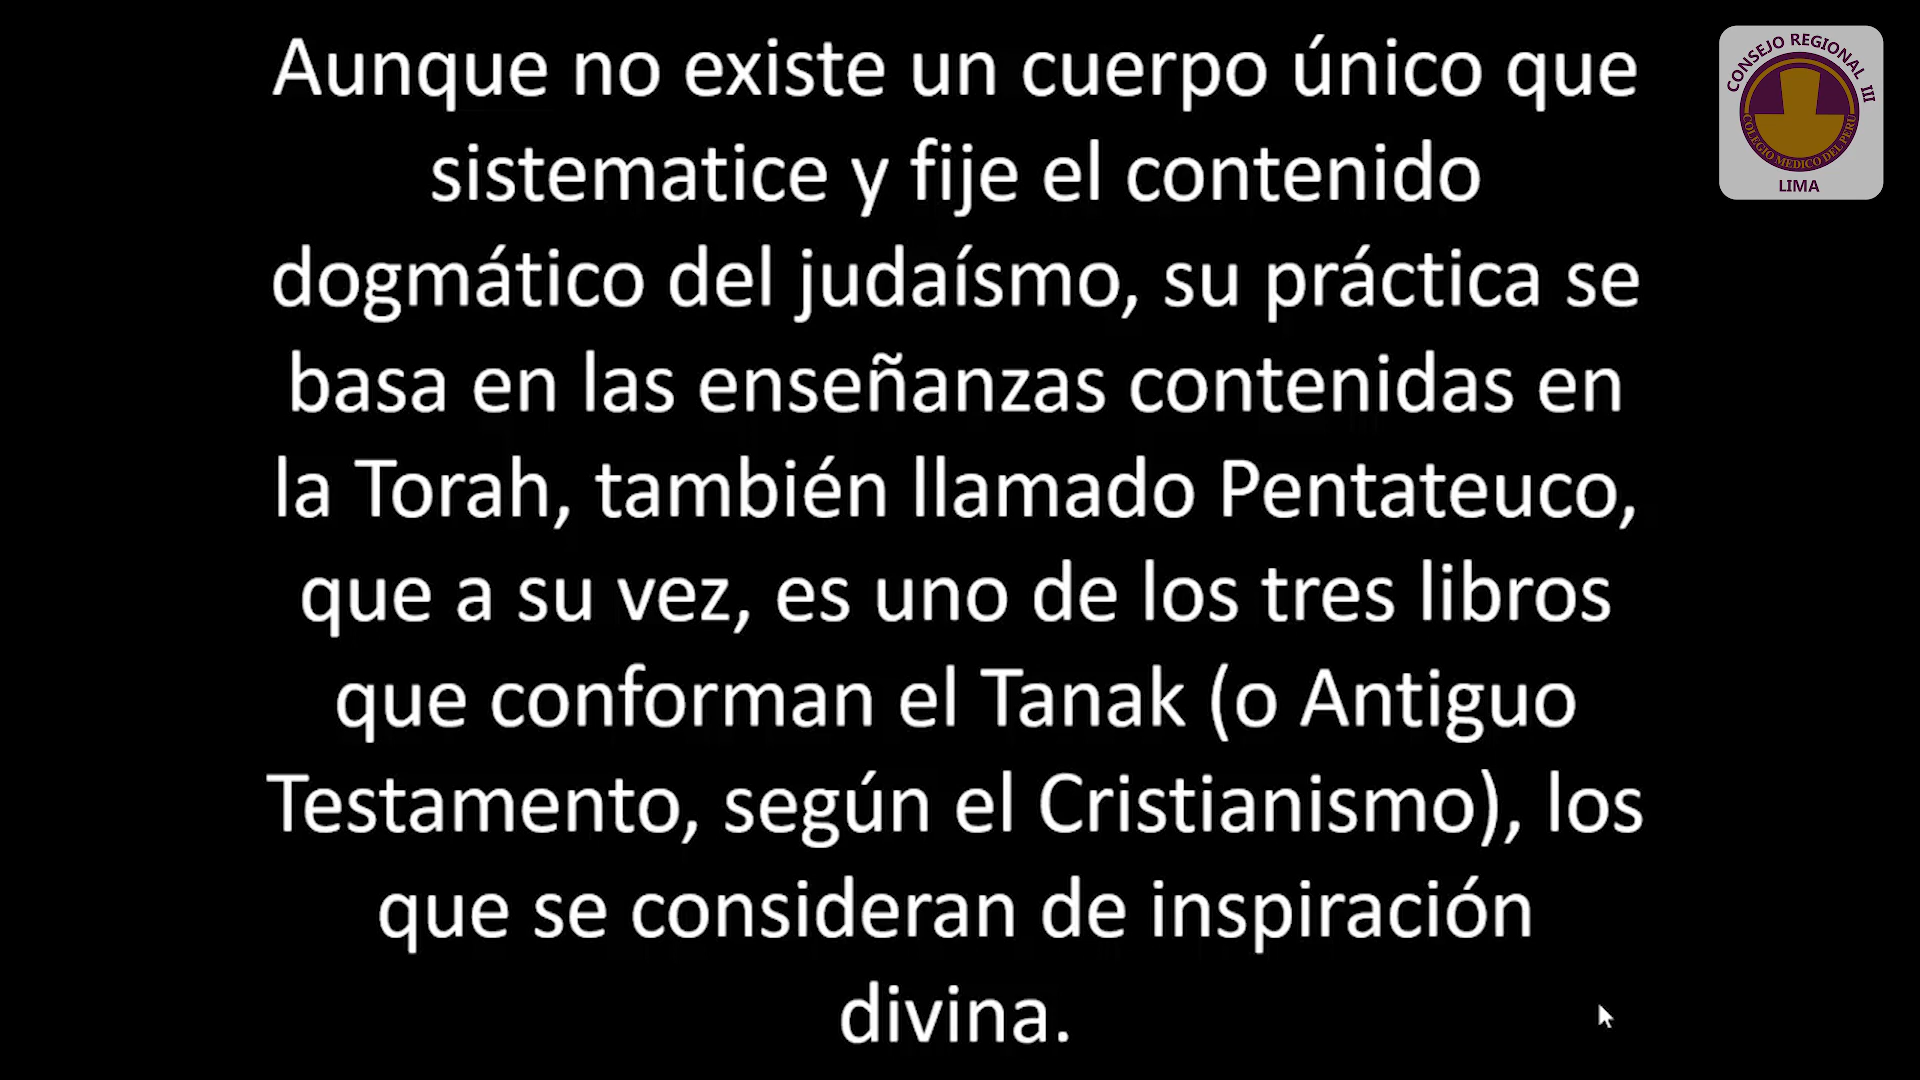 Aunque no existe un cuerpo único que
sistematice y fije el contenido
dogmático del judaísmo, su práctica se
basa en las enseñanzas contenidas en
la Torah, también llamado Pentateuco,
que a su vez, es uno de los tres libros
que conforman el Tanak (o Antiguo
Testamento, según el Cristianismo), los
que se consideran de inspiración
divina.
CONSEJO REGIONAL III
COLEGIO MEDICO DEL PERU
LIMA